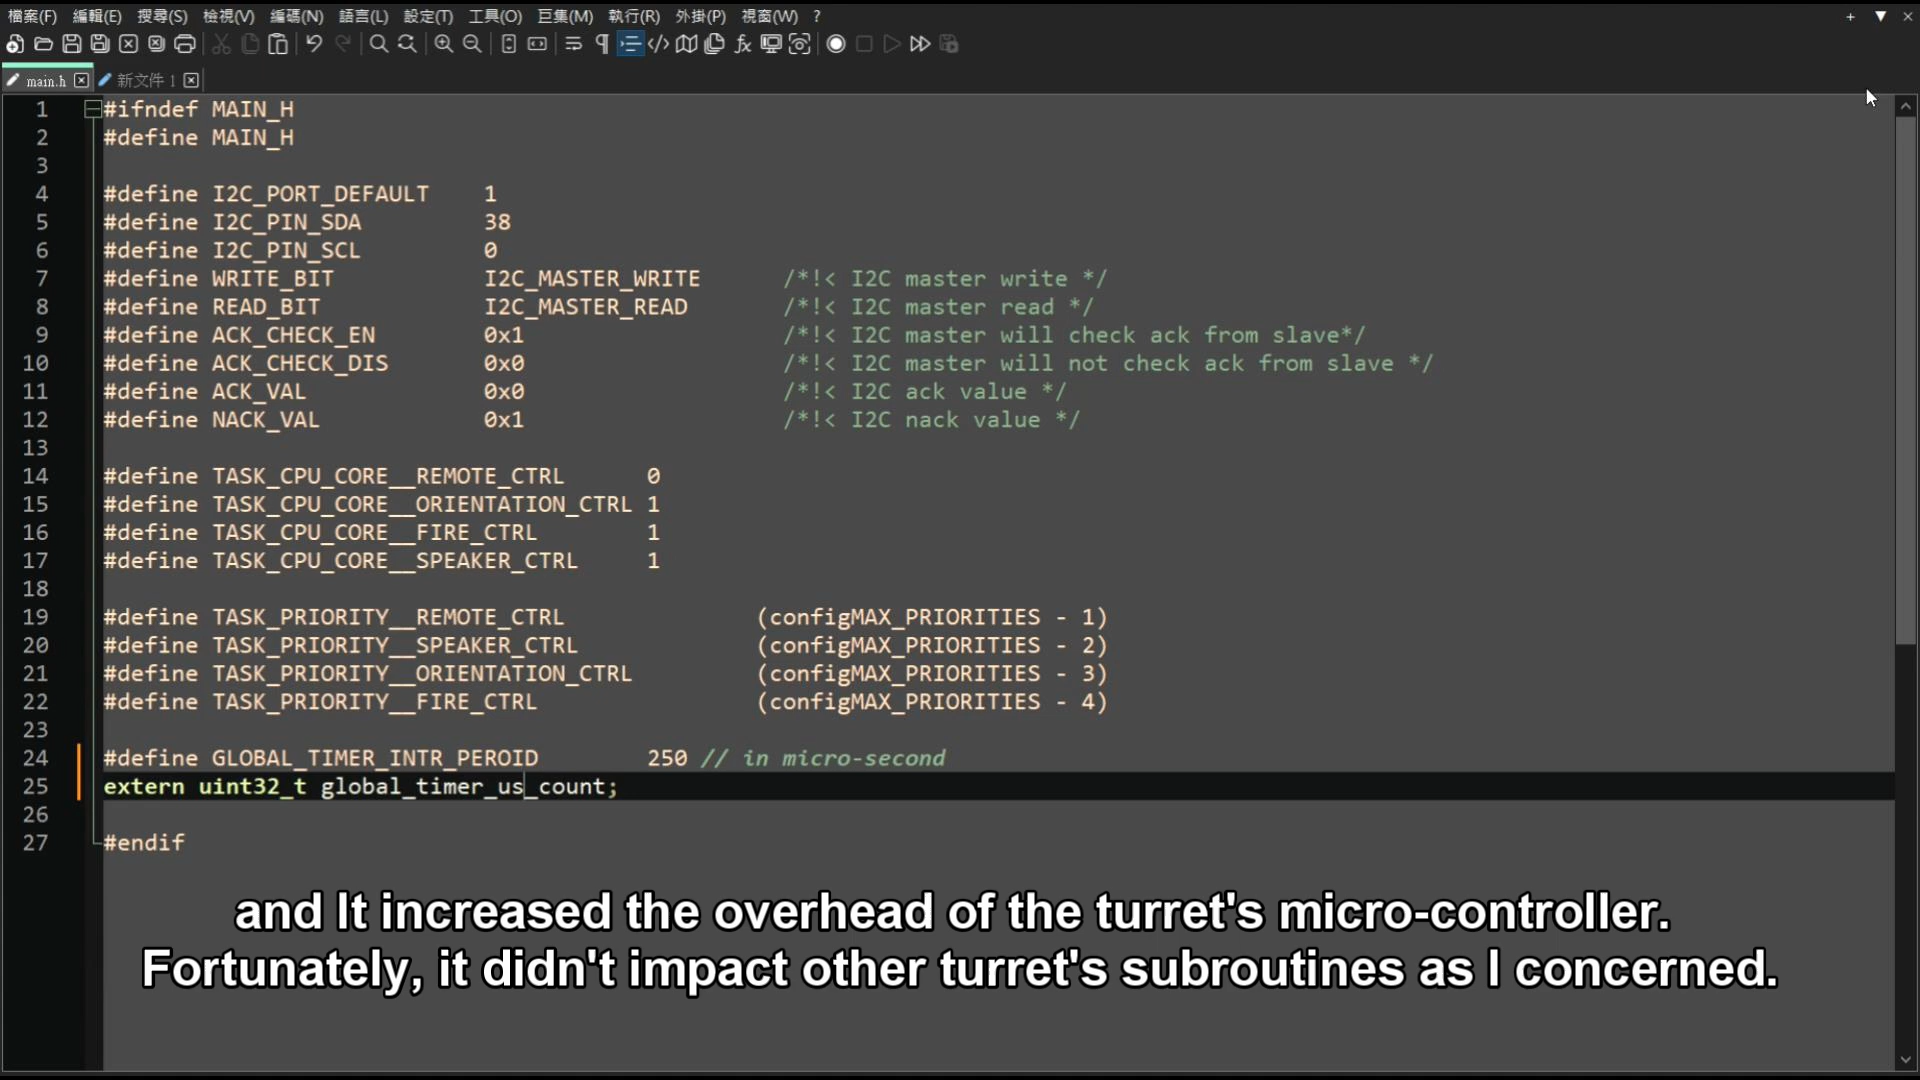 檔案(F) 編輯(E) 搜尋(S) 檢視(V) 編碼(N) 語言(L) 設定(T) 工具(O) 巨集(M) 執行(R) 外掛(P) 視窗(W) ?
main.h 新文件 1
1 #ifndef MAIN_H
2 #define MAIN_H
3
4 #define I2C_PORT_DEFAULT 1
5 #define I2C_PIN_SDA 38
6 #define I2C_PIN_SCL 0
7 #define WRITE_BIT I2C_MASTER_WRITE /*!< I2C master write */
8 #define READ_BIT I2C_MASTER_READ /*!< I2C master read */
9 #define ACK_CHECK_EN 0x1 /*!< I2C master will check ack from slave*/
10 #define ACK_CHECK_DIS 0x0 /*!< I2C master will not check ack from slave */
11 #define ACK_VAL 0x0 /*!< I2C ack value */
12 #define NACK_VAL 0x1 /*!< I2C nack value */
13
14 #define TASK_CPU_CORE__REMOTE_CTRL 0
15 #define TASK_CPU_CORE__ORIENTATION_CTRL 1
16 #define TASK_CPU_CORE__FIRE_CTRL 1
17 #define TASK_CPU_CORE__SPEAKER_CTRL 1
18
19 #define TASK_PRIORITY__REMOTE_CTRL (configMAX_PRIORITIES - 1)
20 #define TASK_PRIORITY__SPEAKER_CTRL (configMAX_PRIORITIES - 2)
21 #define TASK_PRIORITY__ORIENTATION_CTRL (configMAX_PRIORITIES - 3)
22 #define TASK_PRIORITY__FIRE_CTRL (configMAX_PRIORITIES - 4)
23
24 #define GLOBAL_TIMER_INTR_PEROID 250 // in micro-second
25 extern uint32_t global_timer_us_count;
26
27 #endif
and It increased the overhead of the turret's micro-controller.
Fortunately, it didn't impact other turret's subroutines as I concerned.